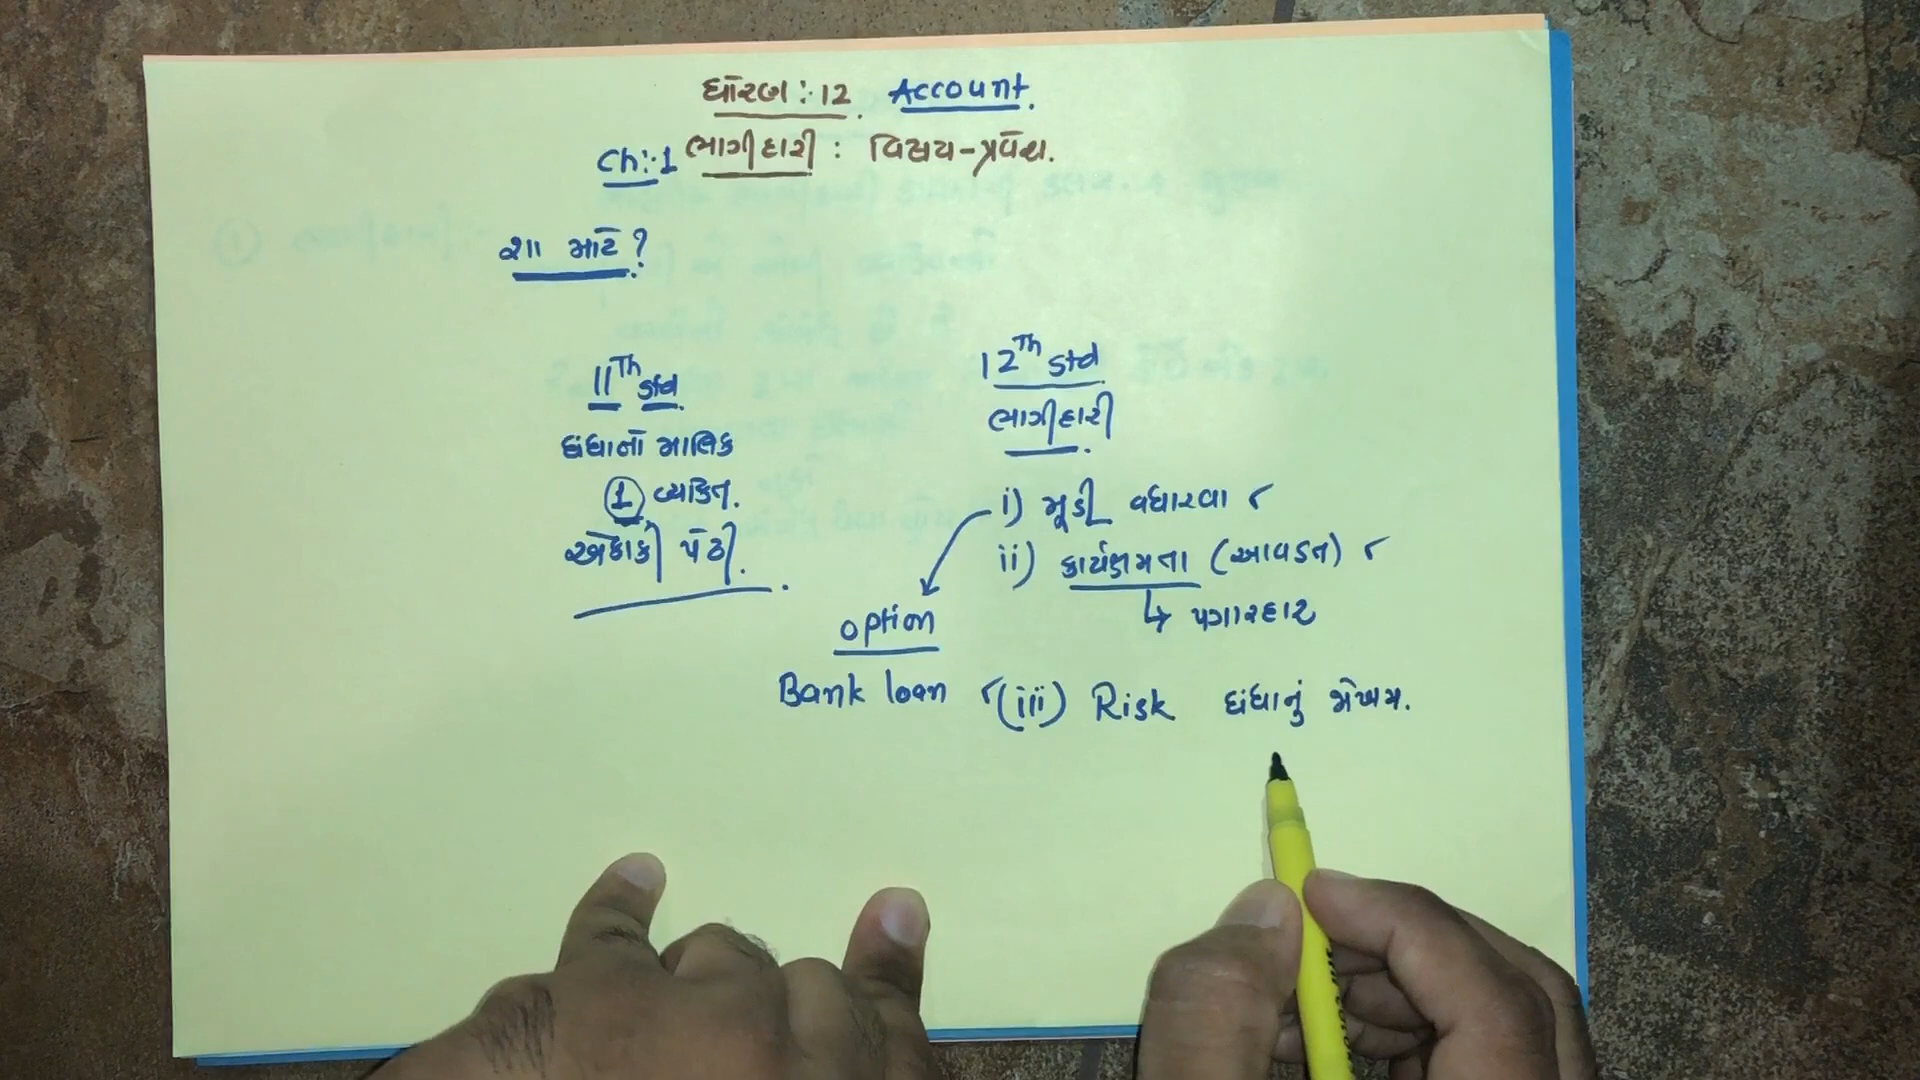 ધોરણ :- 12. Account.
Ch:-1 ભાગીદારી : વિષય-પ્રવેશ.
શા માટે ?
11Th std.
ધંધાનો માલિક
1 વ્યકિત.
એકાકી પેઢી.
12Th std
ભાગીદારી.
i) મૂડી વધારવા
ii) કાર્યક્ષમતા (આવડત)
↳ પગારદાર
option
Bank loan
(iii) Risk ધંધાનું જોખમ.